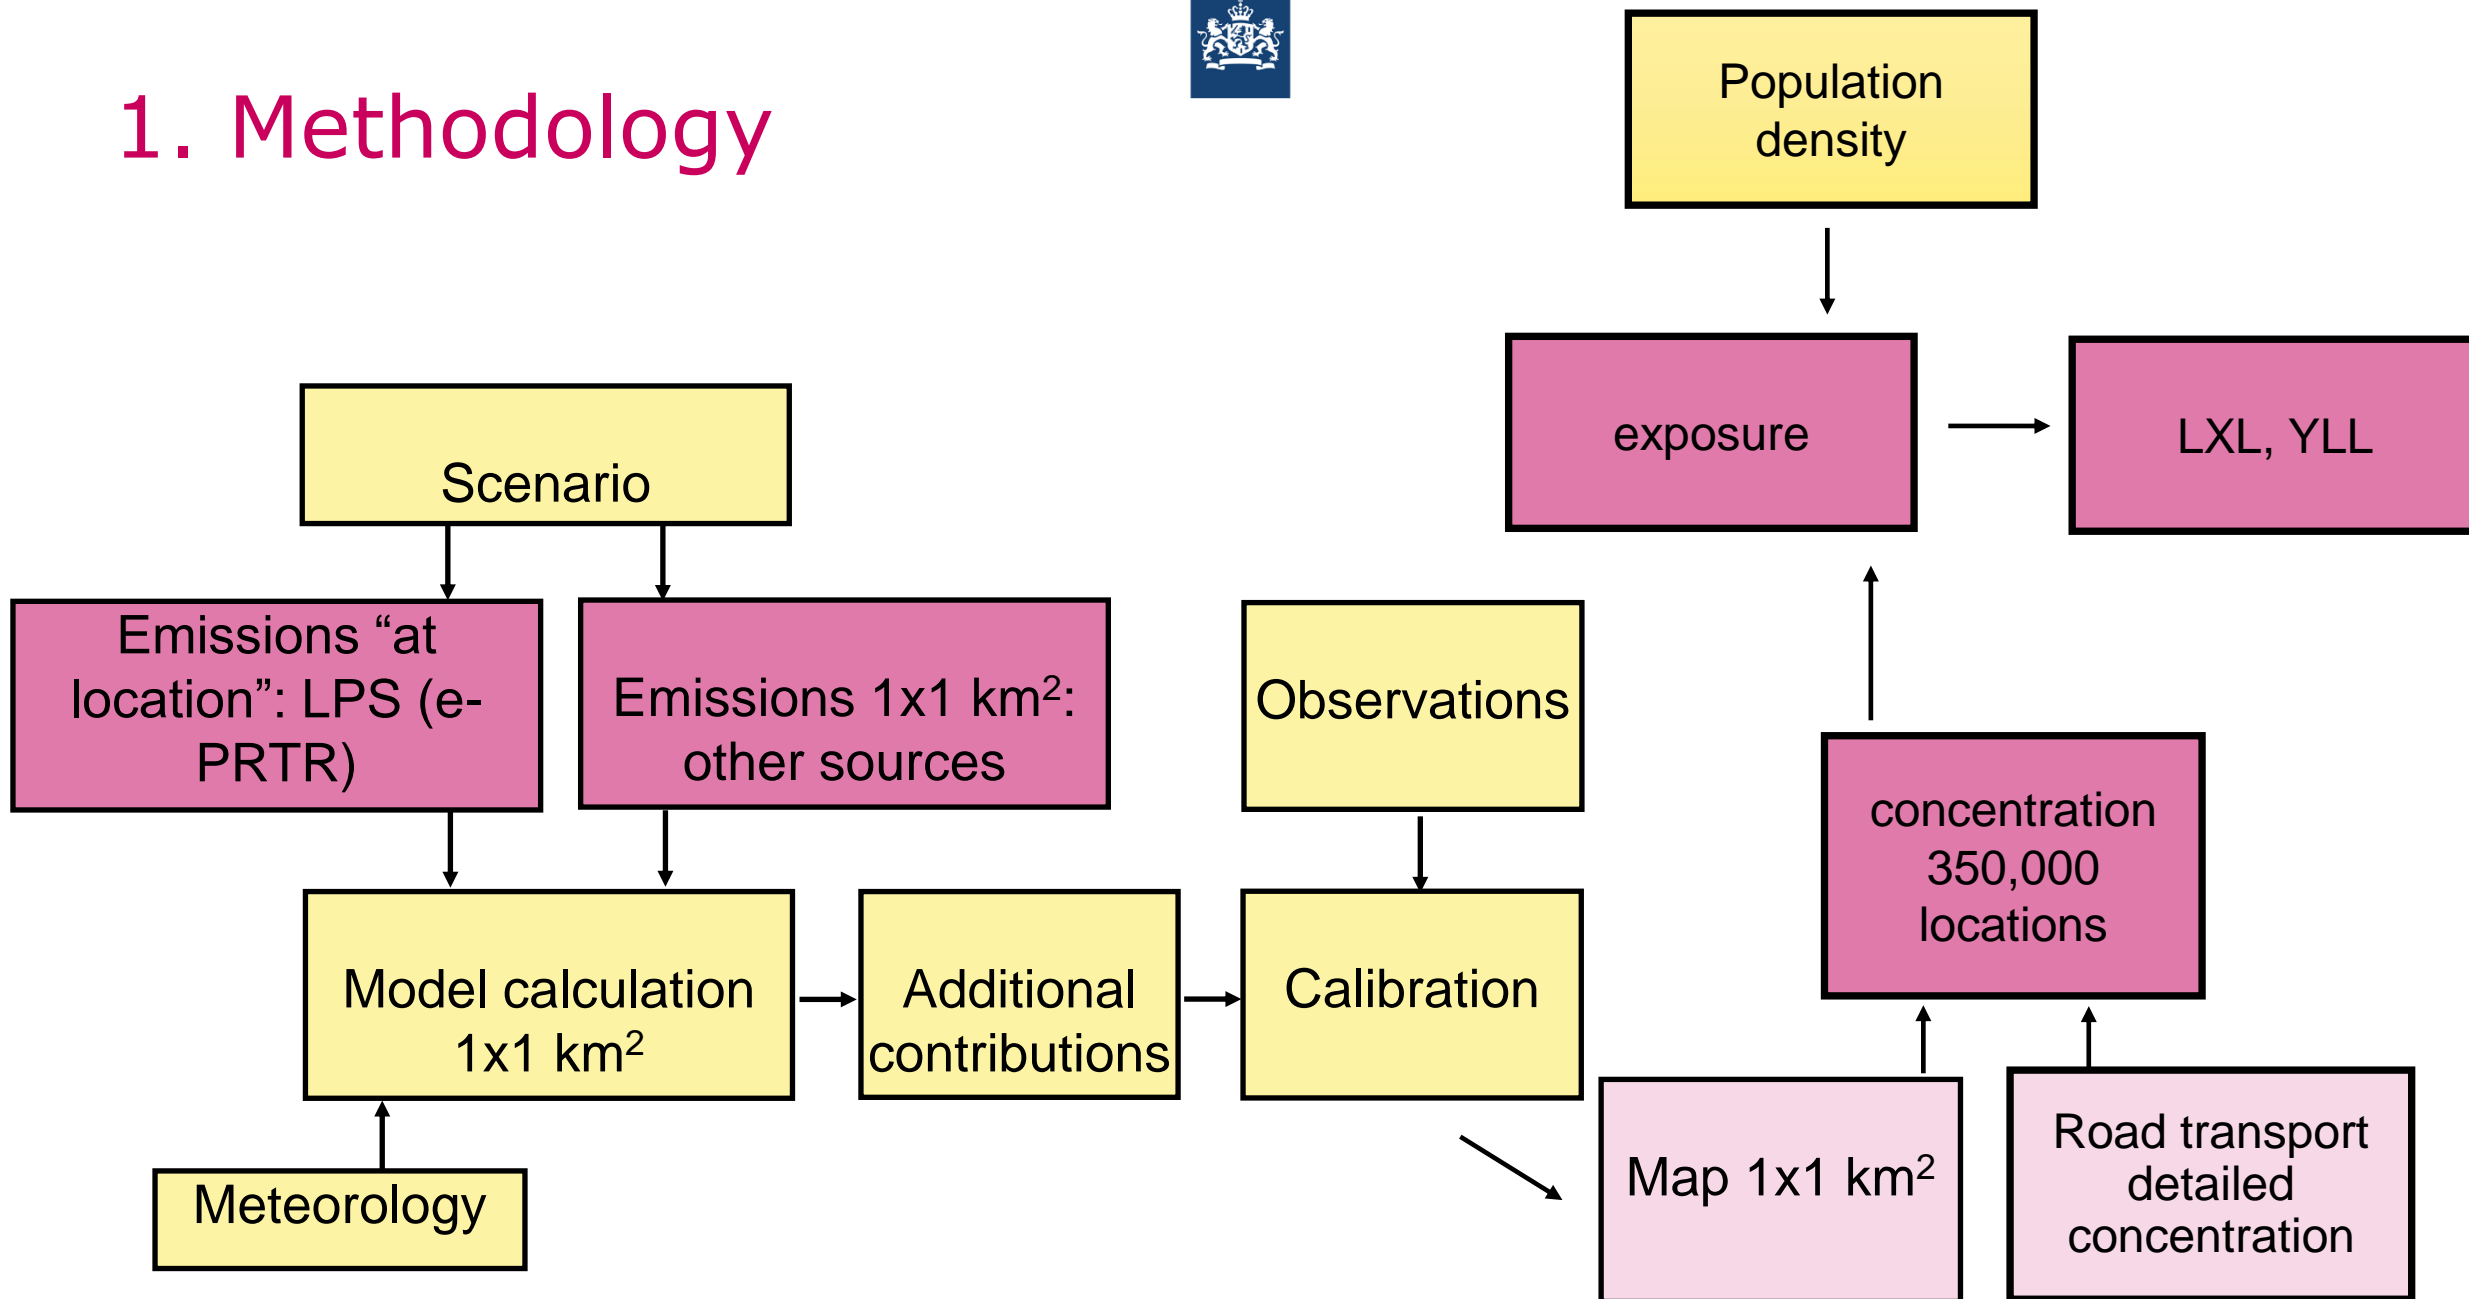 1. Methodology
Population
density
exposure
LXL, YLL
Scenario
Emissions “at
location”: LPS (e-
PRTR)
Emissions 1x1 km²:
other sources
Observations
concentration
350,000
locations
Model calculation
1x1 km²
Additional
contributions
Calibration
Meteorology
Map 1x1 km²
Road transport
detailed
concentration